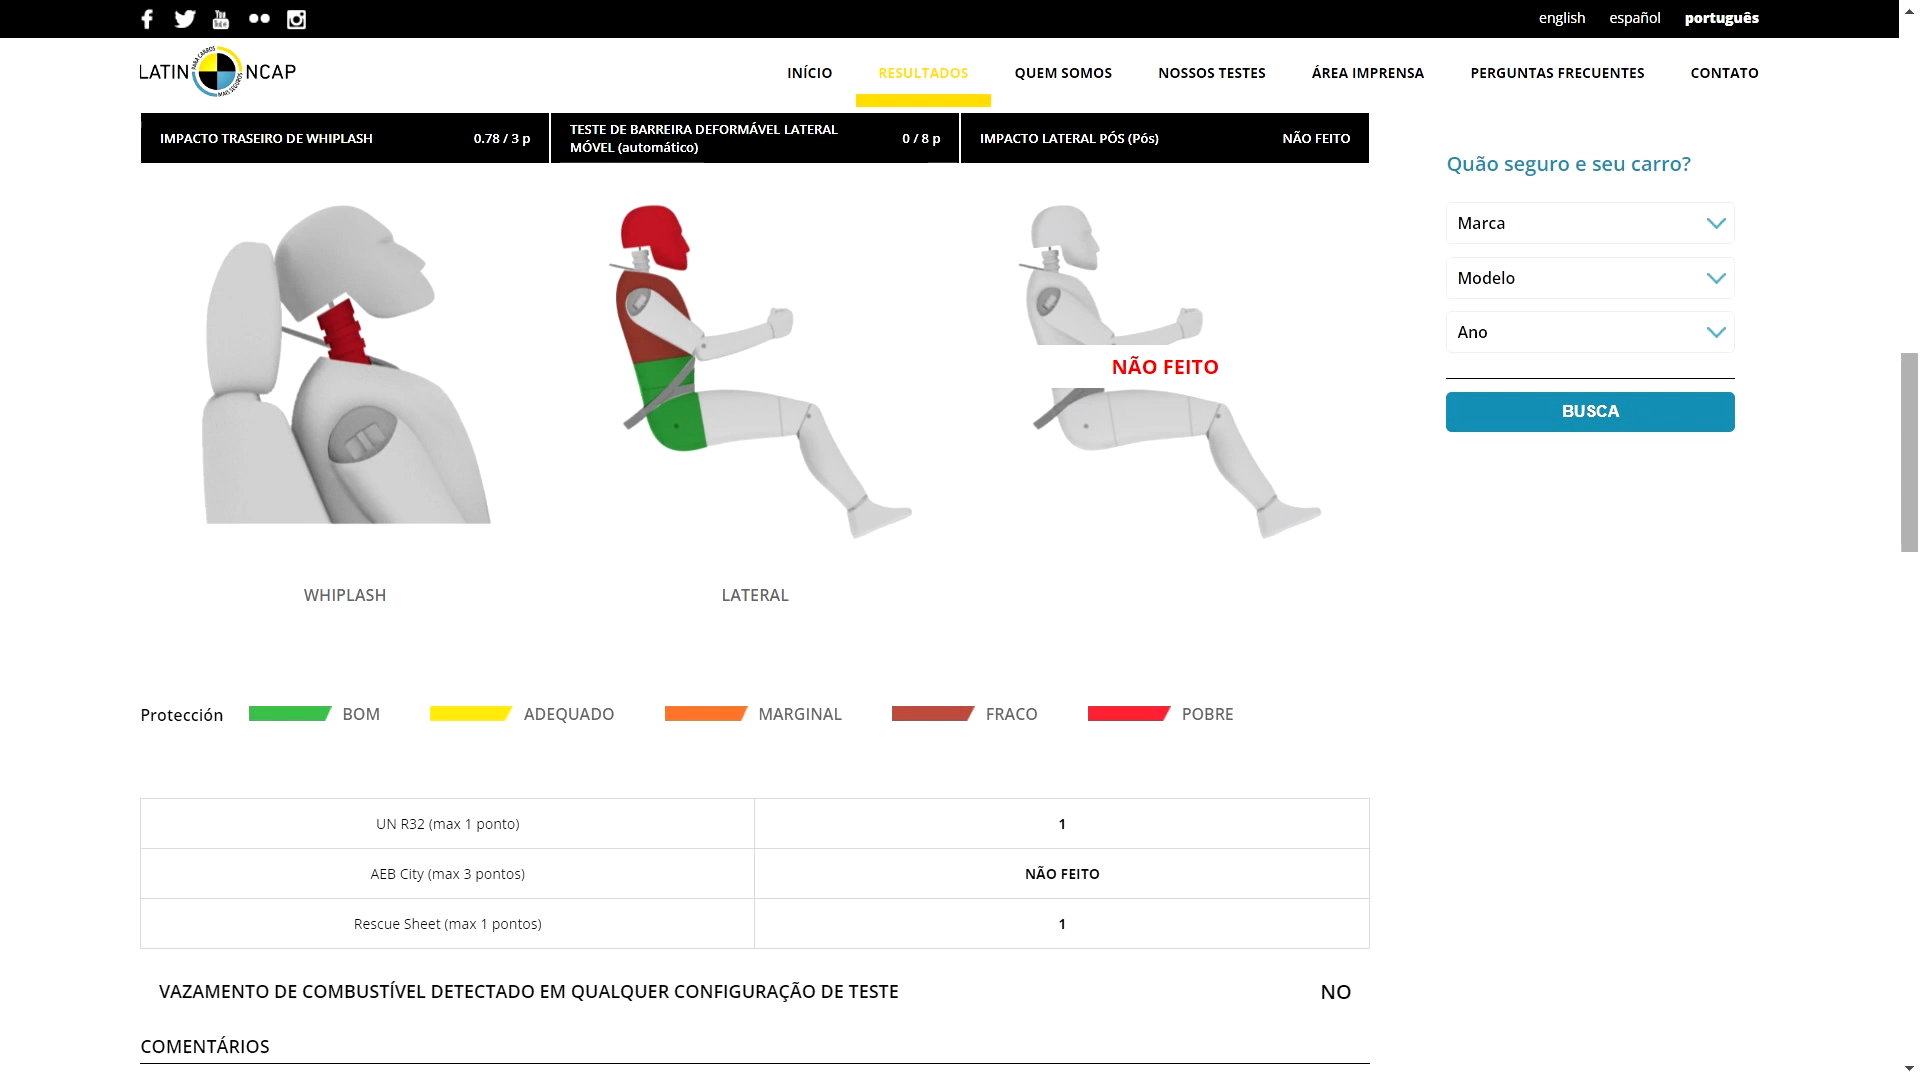 english español português
LATIN NCAP
PARA CARROS
MAIS SEGUROS
INÍCIO RESULTADOS QUEM SOMOS NOSSOS TESTES ÁREA IMPRENSA PERGUNTAS FRECUENTES CONTATO
IMPACTO TRASEIRO DE WHIPLASH 0.78 / 3 p
TESTE DE BARREIRA DEFORMÁVEL LATERAL
MÓVEL (automático) 0 / 8 p
IMPACTO LATERAL PÓS (Pós) NÃO FEITO
Quão seguro e seu carro?
Marca
Modelo
Ano
BUSCA
NÃO FEITO
WHIPLASH LATERAL
Protección BOM ADEQUADO MARGINAL FRACO POBRE
UN R32 (max 1 ponto) 1
AEB City (max 3 pontos) NÃO FEITO
Rescue Sheet (max 1 pontos) 1
VAZAMENTO DE COMBUSTÍVEL DETECTADO EM QUALQUER CONFIGURAÇÃO DE TESTE NO
COMENTÁRIOS